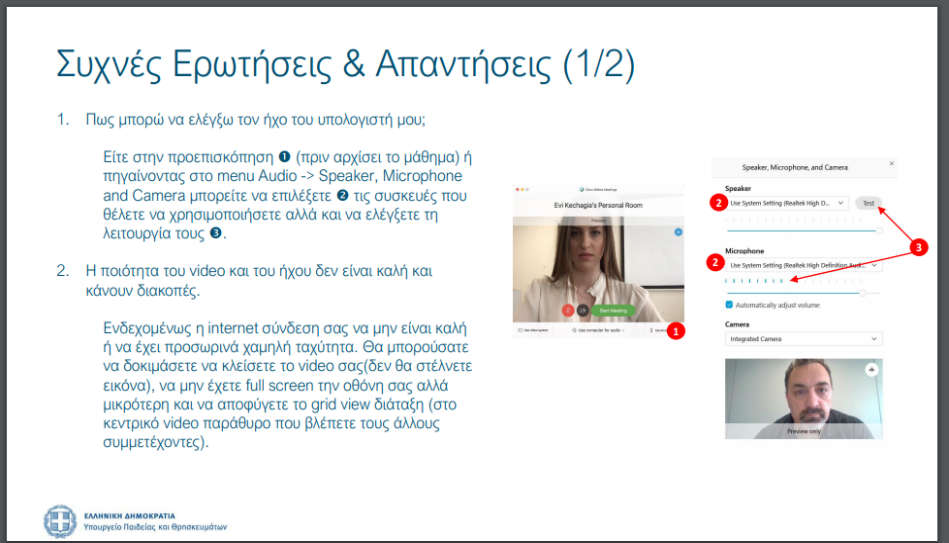 Συχνές Ερωτήσεις & Απαντήσεις (1/2)
1. Πως μπορώ να ελέγξω τον ήχο του υπολογιστή μου;
Είτε στην προεπισκόπηση ❶ (πριν αρχίσει το μάθημα) ή
πηγαίνοντας στο menu Audio -> Speaker, Microphone
and Camera μπορείτε να επιλέξετε ❷ τις συσκευές που
θέλετε να χρησιμοποιήσετε αλλά και να ελέγξετε τη
λειτουργία τους ❸.
2. Η ποιότητα του video και του ήχου δεν είναι καλή και
κάνουν διακοπές.
Ενδεχομένως η internet σύνδεση σας να μην είναι καλή
ή να έχει προσωρινά χαμηλή ταχύτητα. Θα μπορούσατε
να δοκιμάσετε να κλείσετε το video σας(δεν θα στέλνετε
εικόνα), να μην έχετε full screen την οθόνη σας αλλά
μικρότερη και να αποφύγετε το grid view διάταξη (στο
κεντρικό video παράθυρο που βλέπετε τους άλλους
συμμετέχοντες).
Cisco Webex Meetings
Evi Kechagia's Personal Room
Start Meeting
Use video system
Use computer for audio
1
Speaker, Microphone, and Camera
Speaker
2
Use System Setting (Realtek High D...
Test
3
Microphone
2
Use System Setting (Realtek High Definition Aud...
Automatically adjust volume
Camera
Integrated Camera
Preview only
ΕΛΛΗΝΙΚΗ ΔΗΜΟΚΡΑΤΙΑ
Υπουργείο Παιδείας και Θρησκευμάτων